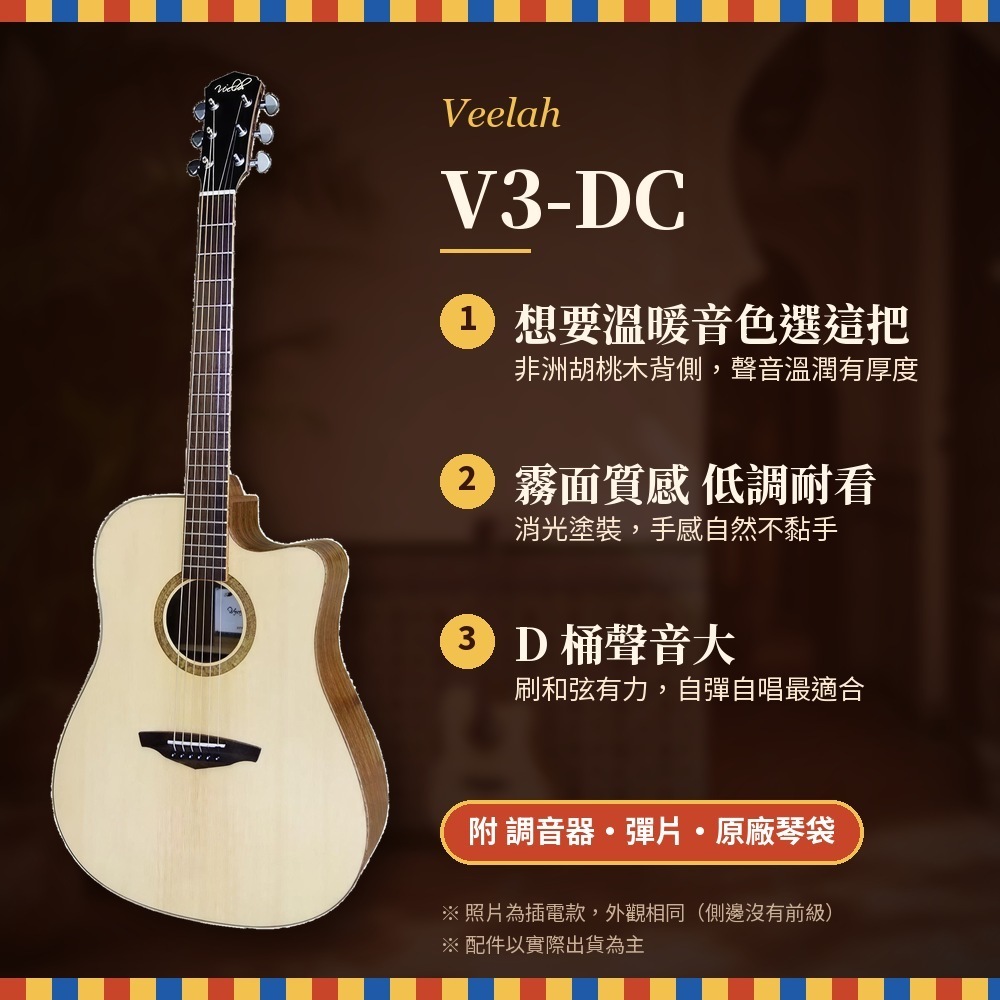 Veelah
Veelah
V3-DC
1 想要溫暖音色選這把
非洲胡桃木背側，聲音溫潤有厚度
2 霧面質感 低調耐看
消光塗裝，手感自然不黏手
3 D 桶聲音大
刷和弦有力，自彈自唱最適合
附 調音器・彈片・原廠琴袋
※ 照片為插電款，外觀相同（側邊沒有前級）
※ 配件以實際出貨為主